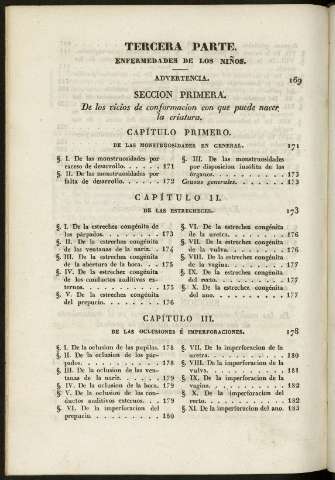 TERCERA PARTE.
ENFERMEDADES DE LOS NIÑOS.
ADVERTENCIA. 169
SECCION PRIMERA.
De los vicios de conformacion con que puede nacer
la criatura.
CAPÍTULO PRIMERO.
DE LAS MONSTRUOSIDADES EN GENERAL. 171
§. I. De las monstruosidades por
exceso de desarrollo. 171
§. II. De las monstruosidades por
falta de desarrollo. 172
§. III. De las monstruosidades
por disposicion insólita de los
órganos. 173
Causas generales. 173
CAPÍTULO II.
DE LAS ESTRECHECES. 173
§. I. De la estrechez congénita de
los párpados. 173
§. II. De la estrechez congénita
de las ventanas de la nariz. 174
§. III. De la estrechez congénita
de la abertura de la boca. 175
§. IV. De la estrechez congénita
de los conductos auditivos es-
ternos. 175
§. V. De la estrechez congénita
del prepucio. 176
§. VI. De la estrechez congénita
de la uretra. 176
§. VII. De la estrechez congénita
de la vulva. 176
§. VIII. De la estrechez congénita
de la vagina. 177
§. IX. De la estrechez congénita
del recto. 177
§. X. De la estrechez congénita
del ano. 177
CAPÍTULO III.
DE LAS OCLUSIONES É IMPERFORACIONES. 178
§. I. De la oclusion de las pupilas. 178
§. II. De la oclusion de los pár-
pados. 178
§. III. De la oclusion de las ven-
tanas de la nariz. 179
§. IV. De la oclusion de la boca. 179
§. V. De la oclusion de los con-
ductos auditivos esternos. 179
§. VI. De la imperforacion del
prepucio. 180
§. VII. De la imperforacion de la
uretra. 180
§. VIII. De la imperforacion de la
vulva. 181
§. IX. De la imperforacion de la
vagina. 182
§. X. De la imperforacion del
recto. 182
§. XI. De la imperforacion del ano. 183